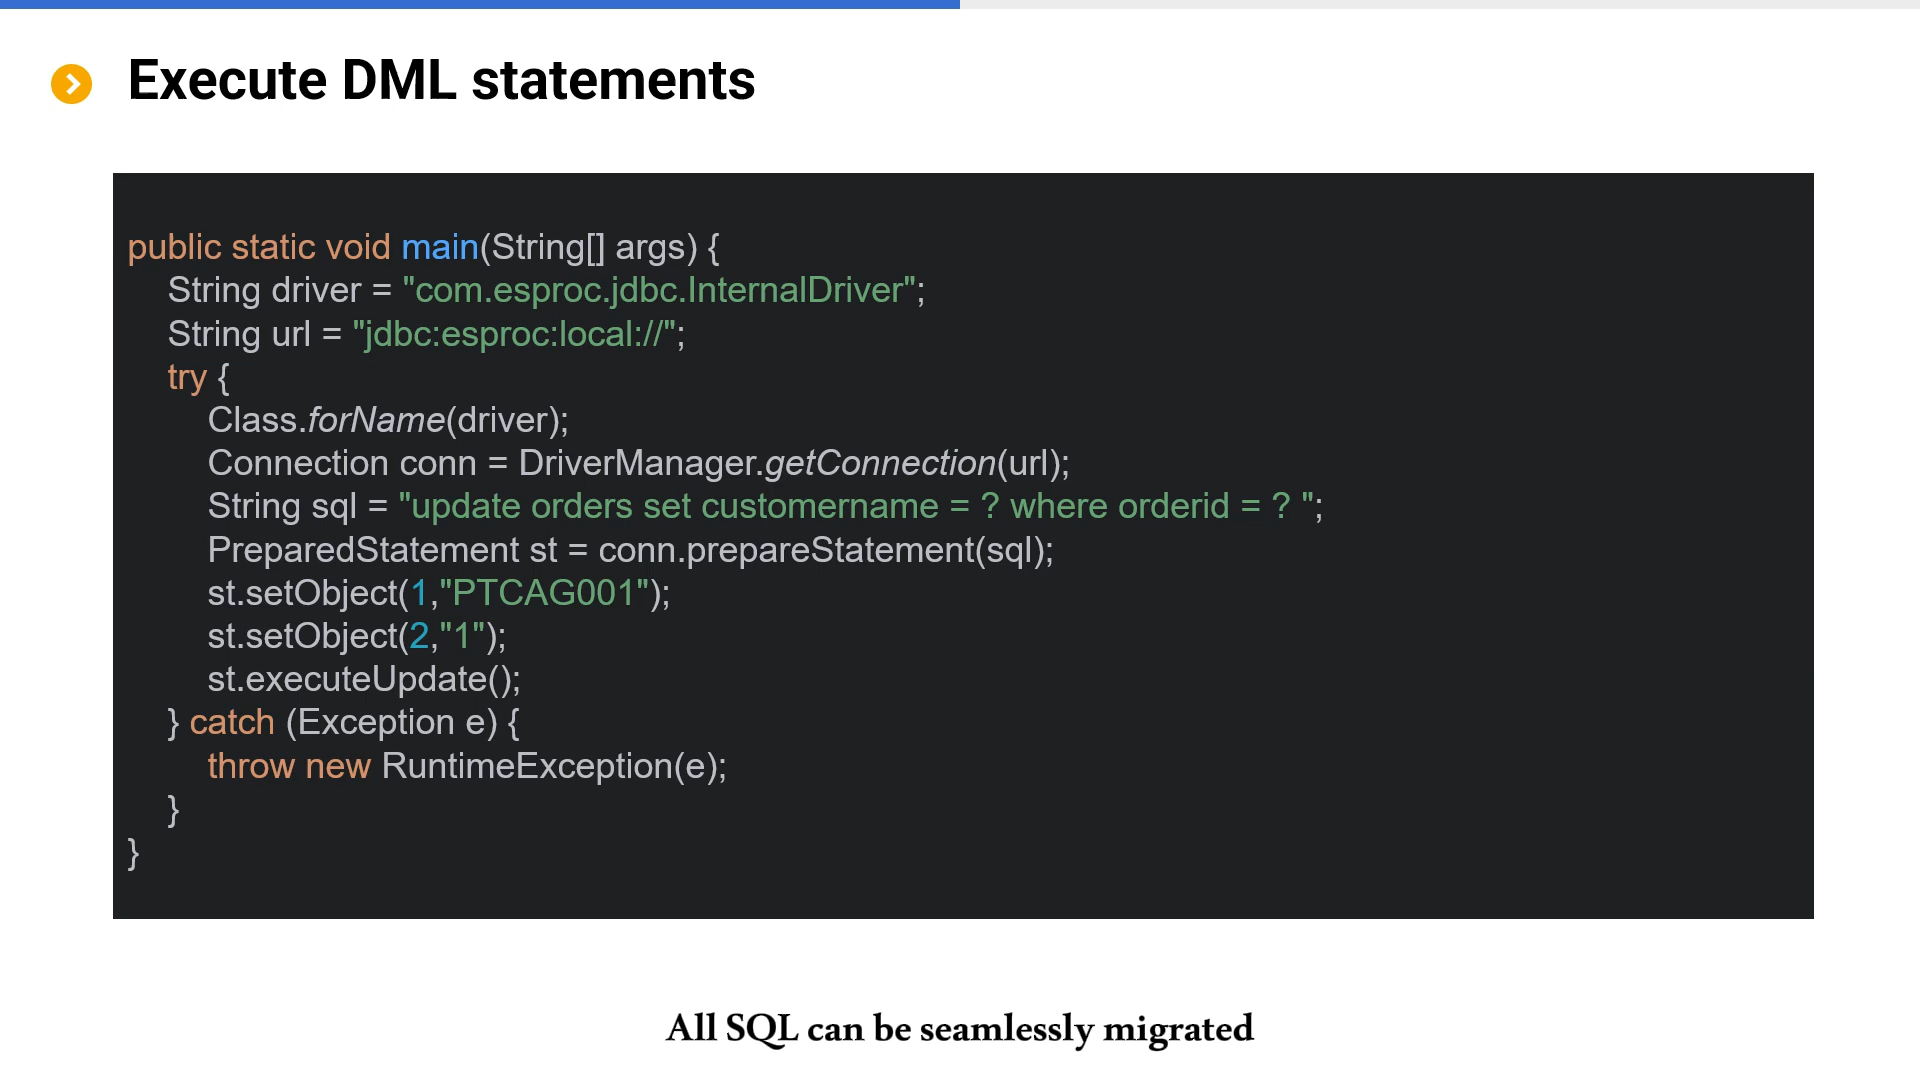 Execute DML statements
public static void main(String[] args) {
String driver = "com.esproc.jdbc.InternalDriver";
String url = "jdbc:esproc:local://";
try {
Class.forName(driver);
Connection conn = DriverManager.getConnection(url);
String sql = "update orders set customername = ? where orderid = ? ";
PreparedStatement st = conn.prepareStatement(sql);
st.setObject(1,"PTCAG001");
st.setObject(2,"1");
st.executeUpdate();
} catch (Exception e) {
throw new RuntimeException(e);
}
}
All SQL can be seamlessly migrated